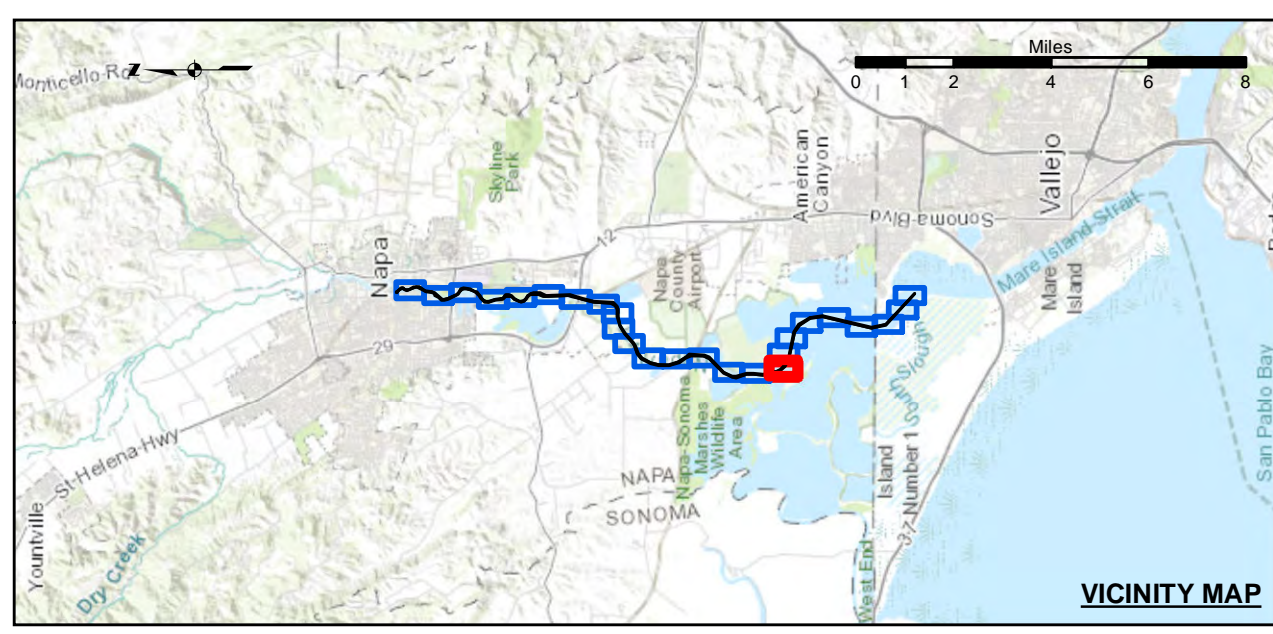 Miles
0 1 2 4 6 8
Monticello Rd
Z
Skyline
Park
American
Canyon
Vallejo
Sonoma Blvd
Mare Island Strait
Mare
Island
12
Napa
Napa
County
Airport
29
South Slough
San Pablo Bay
Napa-Sonoma
Marshes
Wildlife
Area
St Helena Hwy
NAPA
SONOMA
Island
Number 1
37
Yountville
Dry Creek
West End
VICINITY MAP